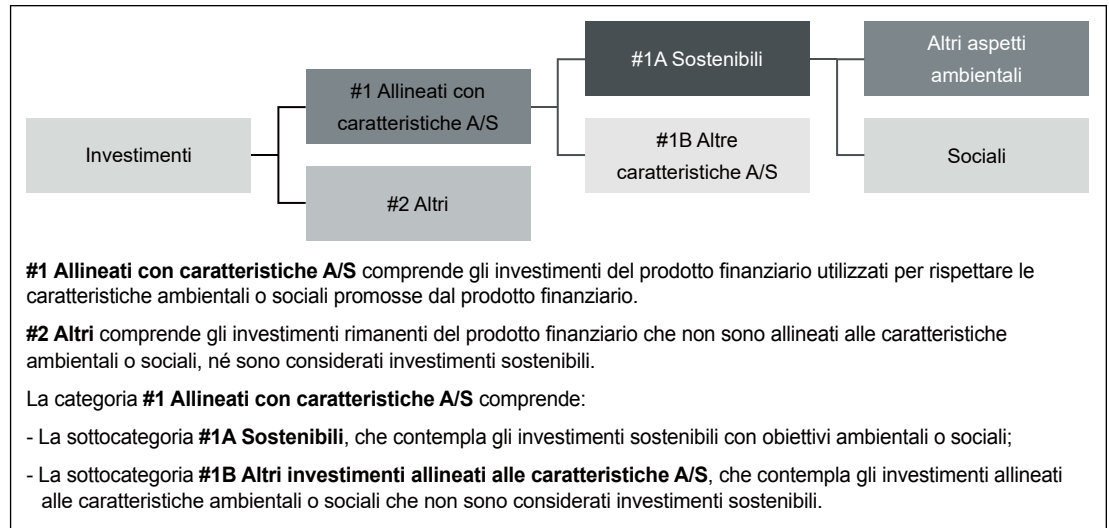 #1A Sostenibili
Altri aspetti
ambientali
#1 Allineati con
caratteristiche A/S
Investimenti
#1B Altre
caratteristiche A/S
Sociali
#2 Altri
#1 Allineati con caratteristiche A/S comprende gli investimenti del prodotto finanziario utilizzati per rispettare le
caratteristiche ambientali o sociali promosse dal prodotto finanziario.
#2 Altri comprende gli investimenti rimanenti del prodotto finanziario che non sono allineati alle caratteristiche
ambientali o sociali, né sono considerati investimenti sostenibili.
La categoria #1 Allineati con caratteristiche A/S comprende:
- La sottocategoria #1A Sostenibili, che contempla gli investimenti sostenibili con obiettivi ambientali o sociali;
- La sottocategoria #1B Altri investimenti allineati alle caratteristiche A/S, che contempla gli investimenti allineati
alle caratteristiche ambientali o sociali che non sono considerati investimenti sostenibili.